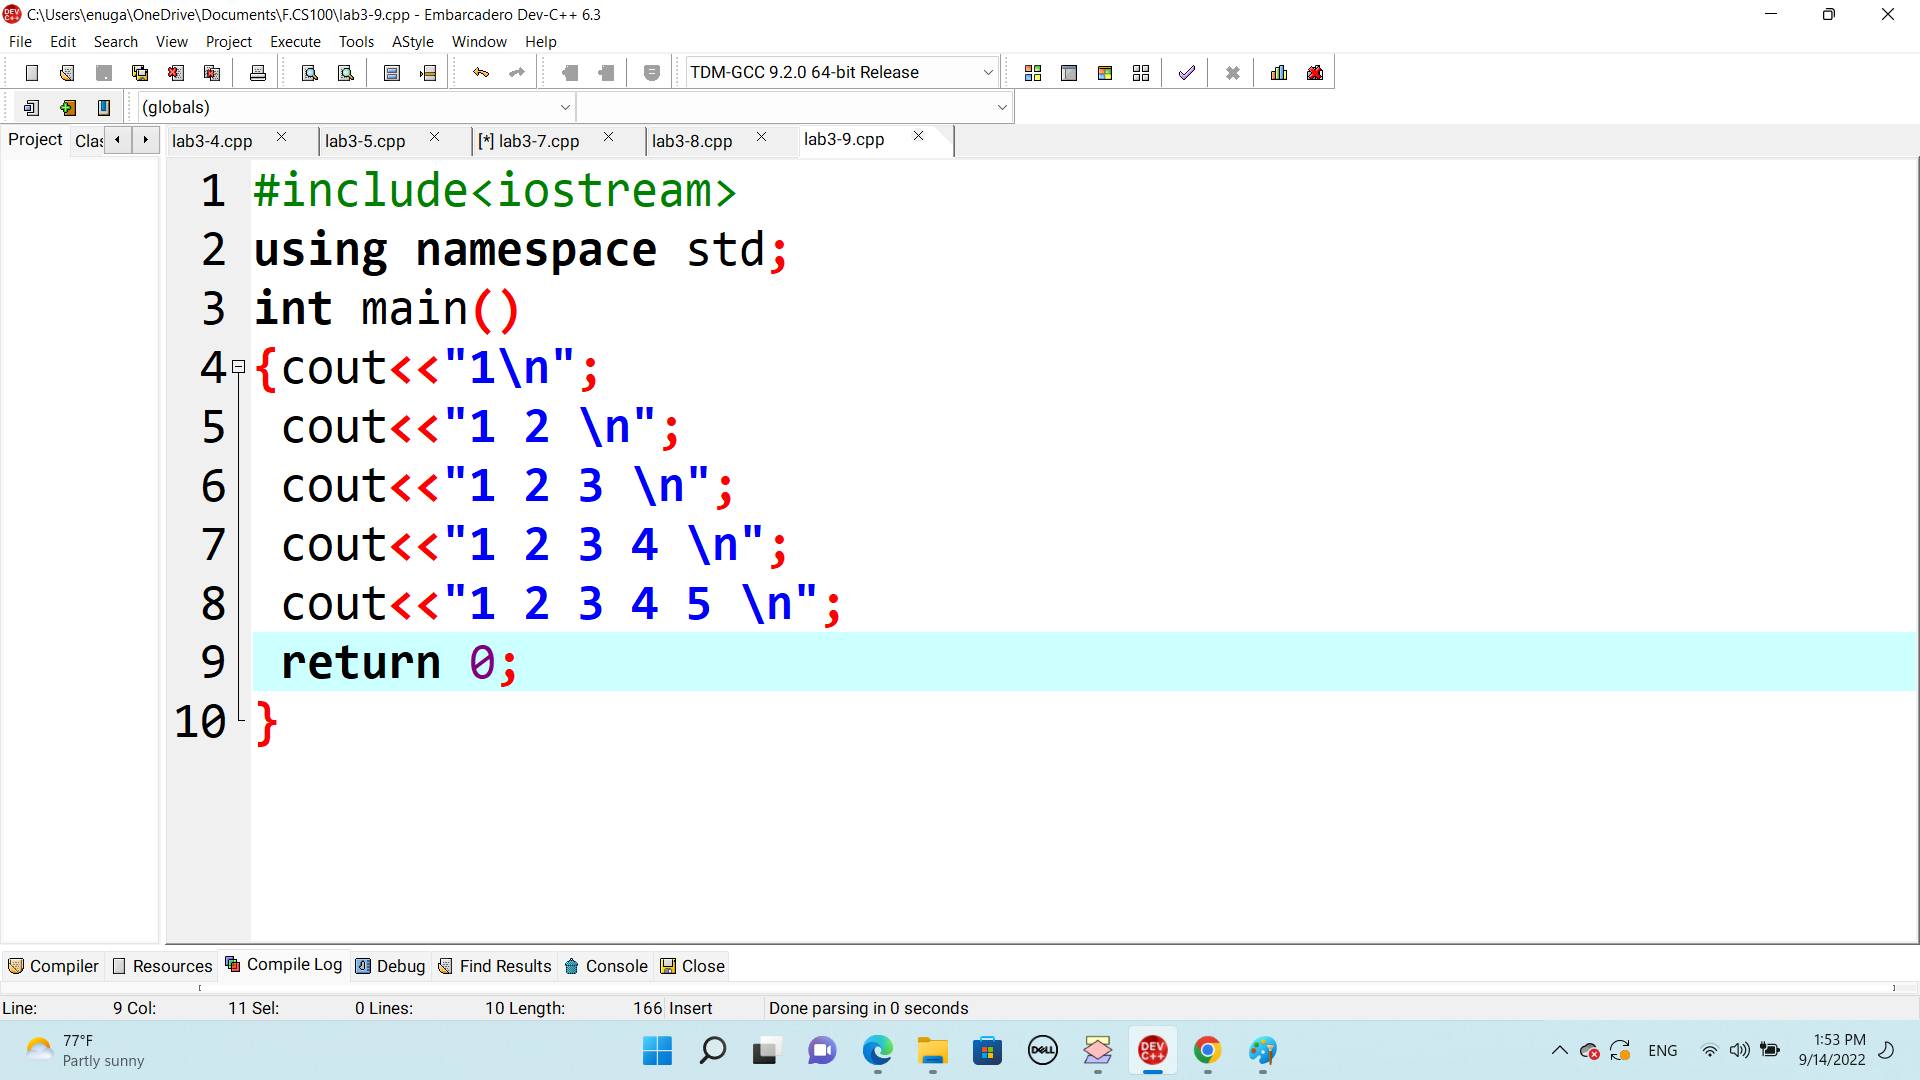 C:\Users\enuga\OneDrive\Documents\F.CS100\lab3-9.cpp - Embarcadero Dev-C++ 6.3
File Edit Search View Project Execute Tools AStyle Window Help
TDM-GCC 9.2.0 64-bit Release
(globals)
Project Clas lab3-4.cpp lab3-5.cpp [*] lab3-7.cpp lab3-8.cpp lab3-9.cpp
1 #include<iostream>
2 using namespace std;
3 int main()
4 {cout<<"1\n";
5 cout<<"1 2 \n";
6 cout<<"1 2 3 \n";
7 cout<<"1 2 3 4 \n";
8 cout<<"1 2 3 4 5 \n";
9 return 0;
10 }
Compiler Resources Compile Log Debug Find Results Console Close
Line: 9 Col: 11 Sel: 0 Lines: 10 Length: 166 Insert Done parsing in 0 seconds
77°F
Partly sunny
DELL
DEV C++
ENG
1:53 PM
9/14/2022